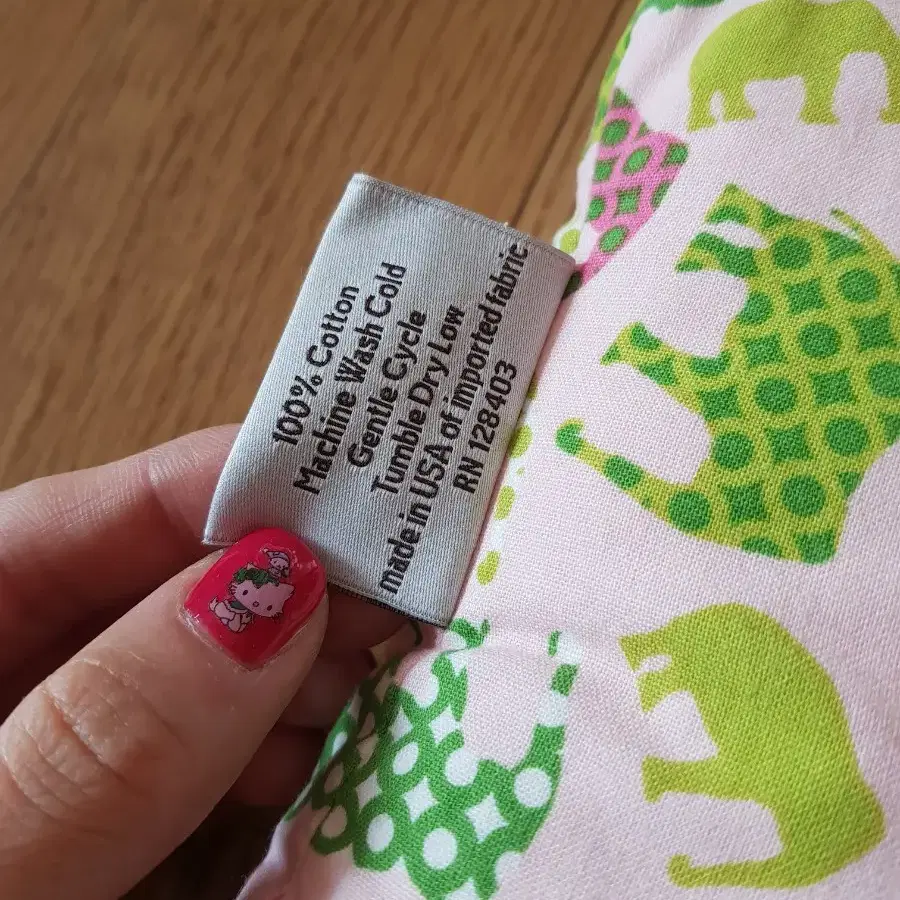 100% Cotton
Machine Wash Cold
Gentle Cycle
Tumble Dry Low
made in USA of imported fabric
RN 128403